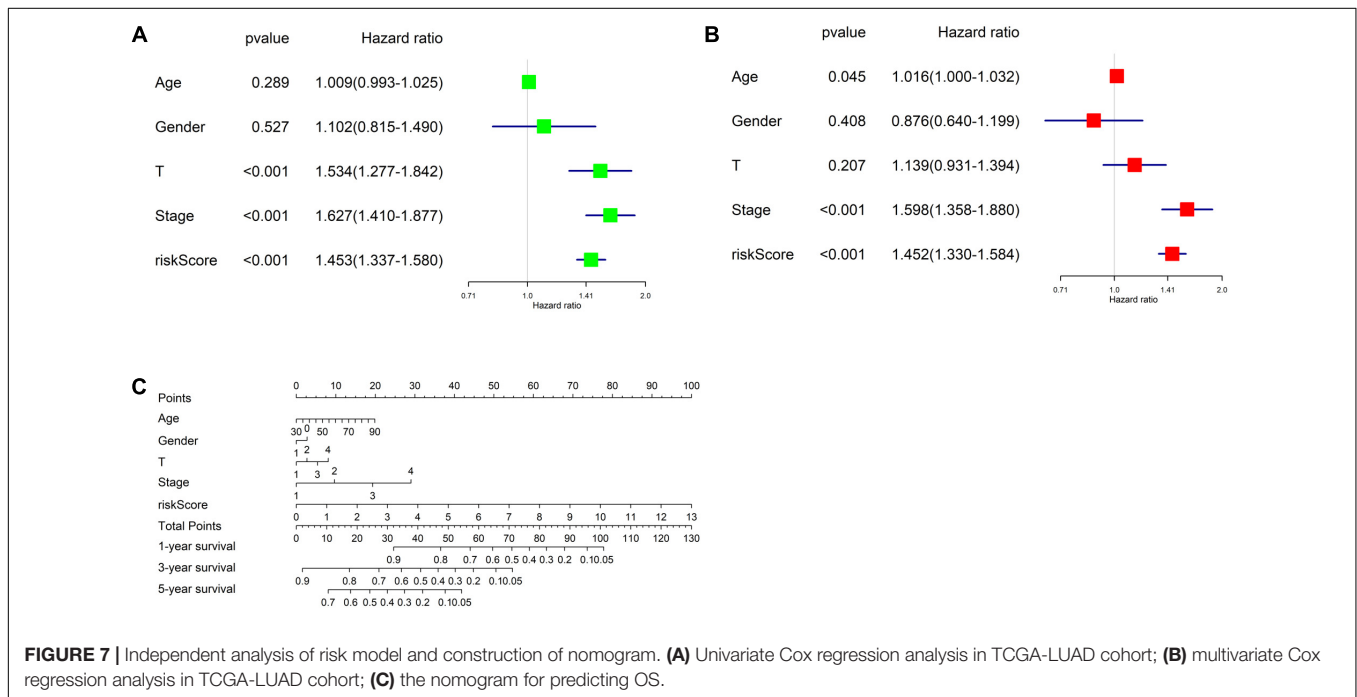 A
pvalue Hazard ratio
Age 0.289 1.009(0.993-1.025)
Gender 0.527 1.102(0.815-1.490)
T <0.001 1.534(1.277-1.842)
Stage <0.001 1.627(1.410-1.877)
riskScore <0.001 1.453(1.337-1.580)
0.71 1.0 1.41 2.0
Hazard ratio
B
pvalue Hazard ratio
Age 0.045 1.016(1.000-1.032)
Gender 0.408 0.876(0.640-1.199)
T 0.207 1.139(0.931-1.394)
Stage <0.001 1.598(1.358-1.880)
riskScore <0.001 1.452(1.330-1.584)
0.71 1.0 1.41 2.0
Hazard ratio
C
0 10 20 30 40 50 60 70 80 90 100
Points
Age
30 50 70 90
0
Gender
1
2 4
T
1 3
2 4
Stage
1 3
riskScore
0 1 2 3 4 5 6 7 8 9 10 11 12 13
Total Points
0 10 20 30 40 50 60 70 80 90 100 110 120 130
1-year survival
0.9 0.8 0.7 0.6 0.5 0.4 0.3 0.2 0.10.05
3-year survival
0.9 0.8 0.7 0.6 0.5 0.4 0.3 0.2 0.10.05
5-year survival
0.7 0.6 0.5 0.4 0.3 0.2 0.10.05
FIGURE 7 | Independent analysis of risk model and construction of nomogram. (A) Univariate Cox regression analysis in TCGA-LUAD cohort; (B) multivariate Cox
regression analysis in TCGA-LUAD cohort; (C) the nomogram for predicting OS.